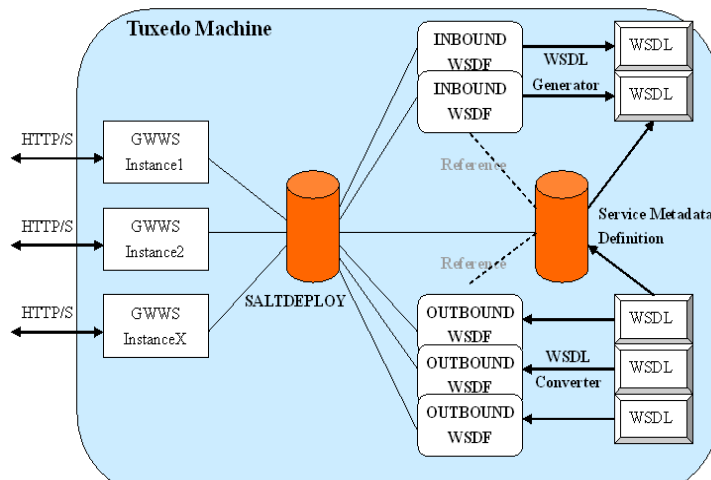 Tuxedo Machine
INBOUND
WSDF
INBOUND
WSDF
WSDL
Generator
WSDL
WSDL
HTTP/S
GWWS
Instance1
HTTP/S
GWWS
Instance2
HTTP/S
GWWS
InstanceX
SALTDEPLOY
Reference
Reference
Service Metadata
Definition
OUTBOUND
WSDF
OUTBOUND
WSDF
OUTBOUND
WSDF
WSDL
Converter
WSDL
WSDL
WSDL